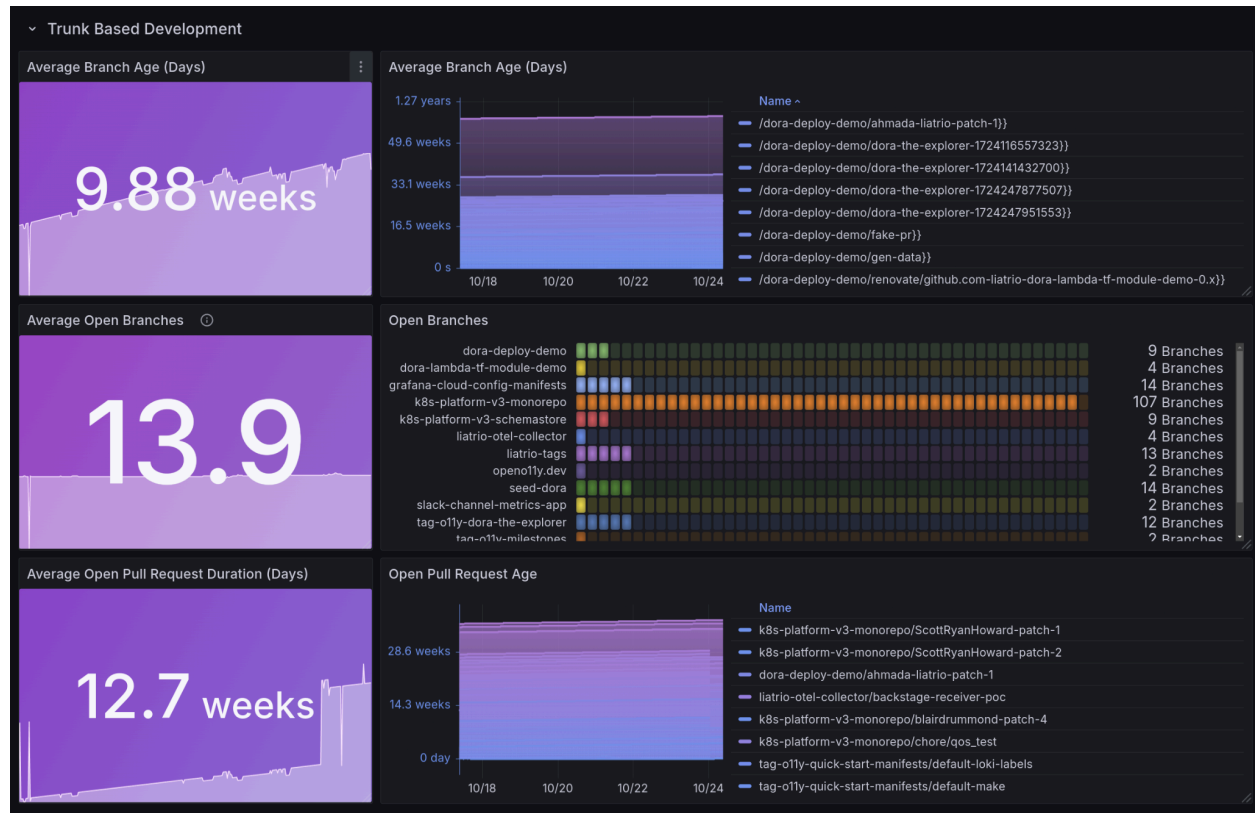 Trunk Based Development
Average Branch Age (Days)
9.88 weeks
Average Branch Age (Days)
1.27 years
49.6 weeks
33.1 weeks
16.5 weeks
0 s
10/18 10/20 10/22 10/24
Name
/dora-deploy-demo/ahmada-liatrio-patch-1}}
/dora-deploy-demo/dora-the-explorer-1724116557323}}
/dora-deploy-demo/dora-the-explorer-1724141432700}}
/dora-deploy-demo/dora-the-explorer-1724247877507}}
/dora-deploy-demo/dora-the-explorer-1724247951553}}
/dora-deploy-demo/fake-pr}}
/dora-deploy-demo/gen-data}}
/dora-deploy-demo/renovate/github.com-liatrio-dora-lambda-tf-module-demo-0.x}}
Average Open Branches
13.9
Open Branches
dora-deploy-demo 9 Branches
dora-lambda-tf-module-demo 4 Branches
grafana-cloud-config-manifests 14 Branches
k8s-platform-v3-monorepo 107 Branches
k8s-platform-v3-schemastore 9 Branches
liatrio-otel-collector 4 Branches
liatrio-tags 13 Branches
openo11y.dev 2 Branches
seed-dora 14 Branches
slack-channel-metrics-app 2 Branches
tag-o11y-dora-the-explorer 12 Branches
tag-o11y-milestones 2 Branches
Average Open Pull Request Duration (Days)
12.7 weeks
Open Pull Request Age
28.6 weeks
14.3 weeks
0 day
10/18 10/20 10/22 10/24
Name
k8s-platform-v3-monorepo/ScottRyanHoward-patch-1
k8s-platform-v3-monorepo/ScottRyanHoward-patch-2
dora-deploy-demo/ahmada-liatrio-patch-1
liatrio-otel-collector/backstage-receiver-poc
k8s-platform-v3-monorepo/blairdrummond-patch-4
k8s-platform-v3-monorepo/chore/qos_test
tag-o11y-quick-start-manifests/default-loki-labels
tag-o11y-quick-start-manifests/default-make